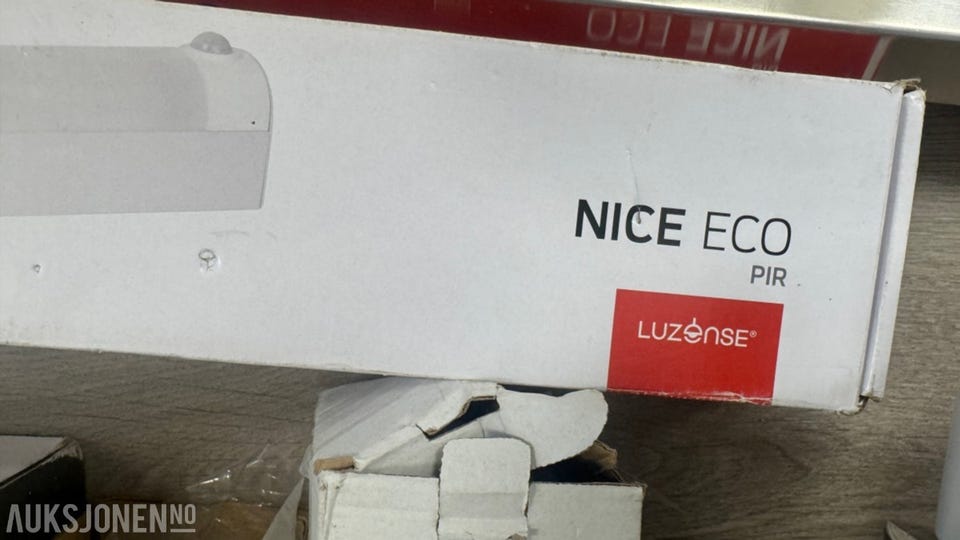 NICE ECO
NICE ECO
PIR
LUZENSE®
AUKSJONEN.NO